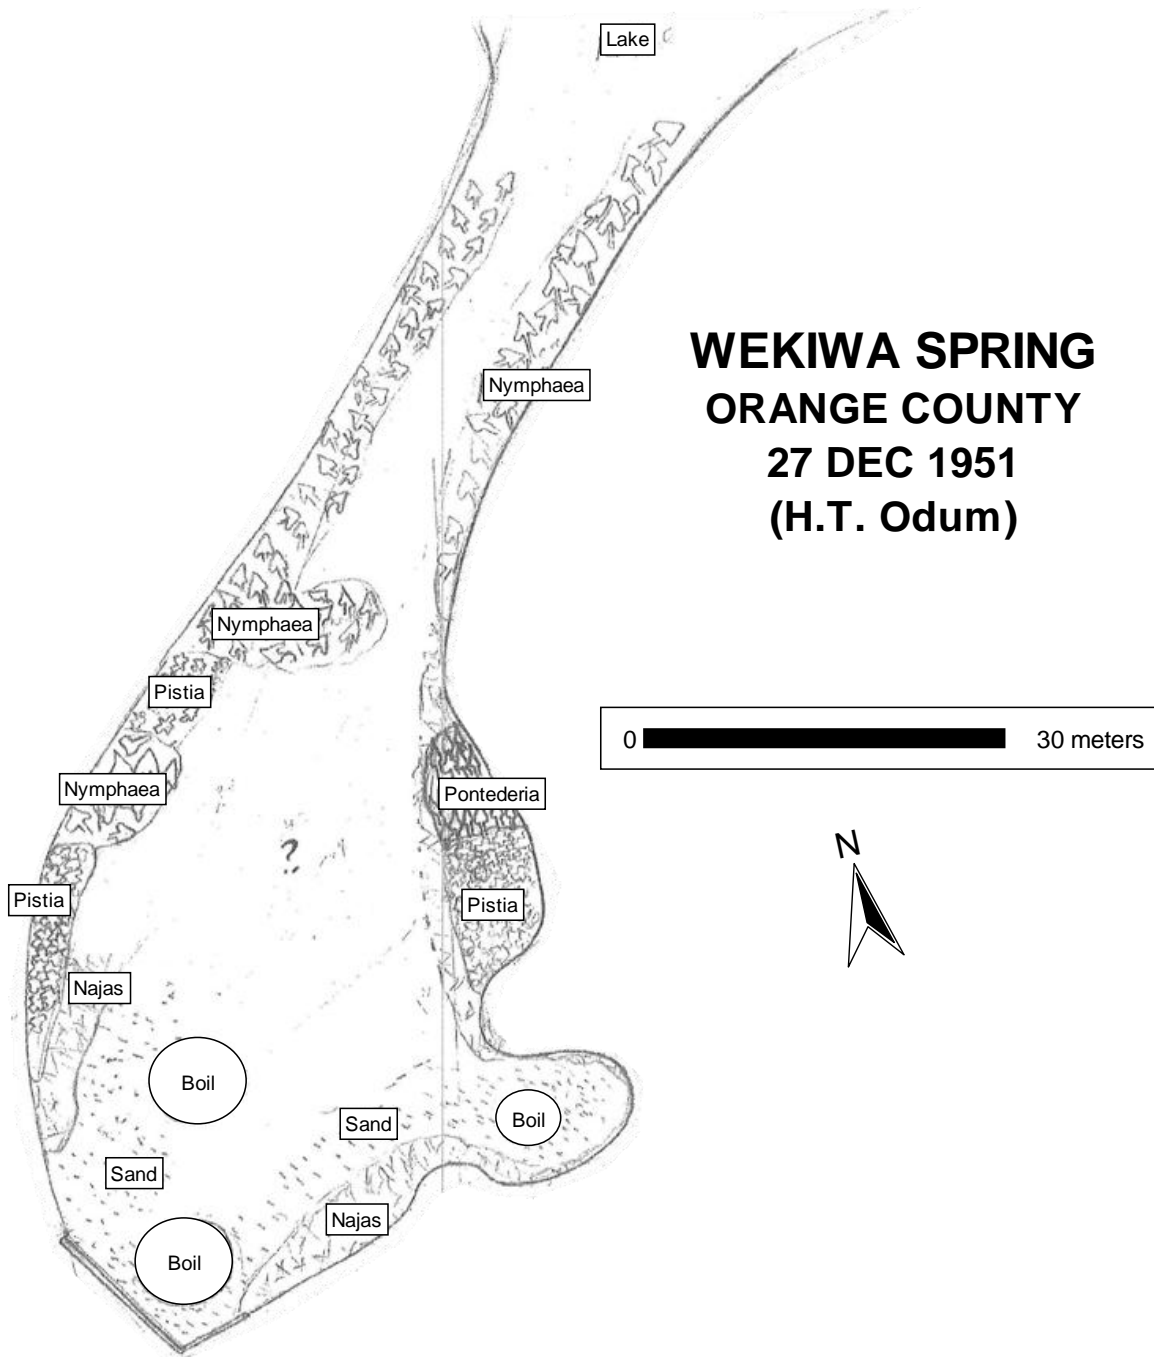 Lake
WEKIWA SPRING
ORANGE COUNTY
27 DEC 1951
(H.T. Odum)
Nymphaea
Nymphaea
Pistia
0 30 meters
Nymphaea
Pontederia
?
N
Pistia
Pistia
Najas
Boil
Boil
Sand
Sand
Najas
Boil